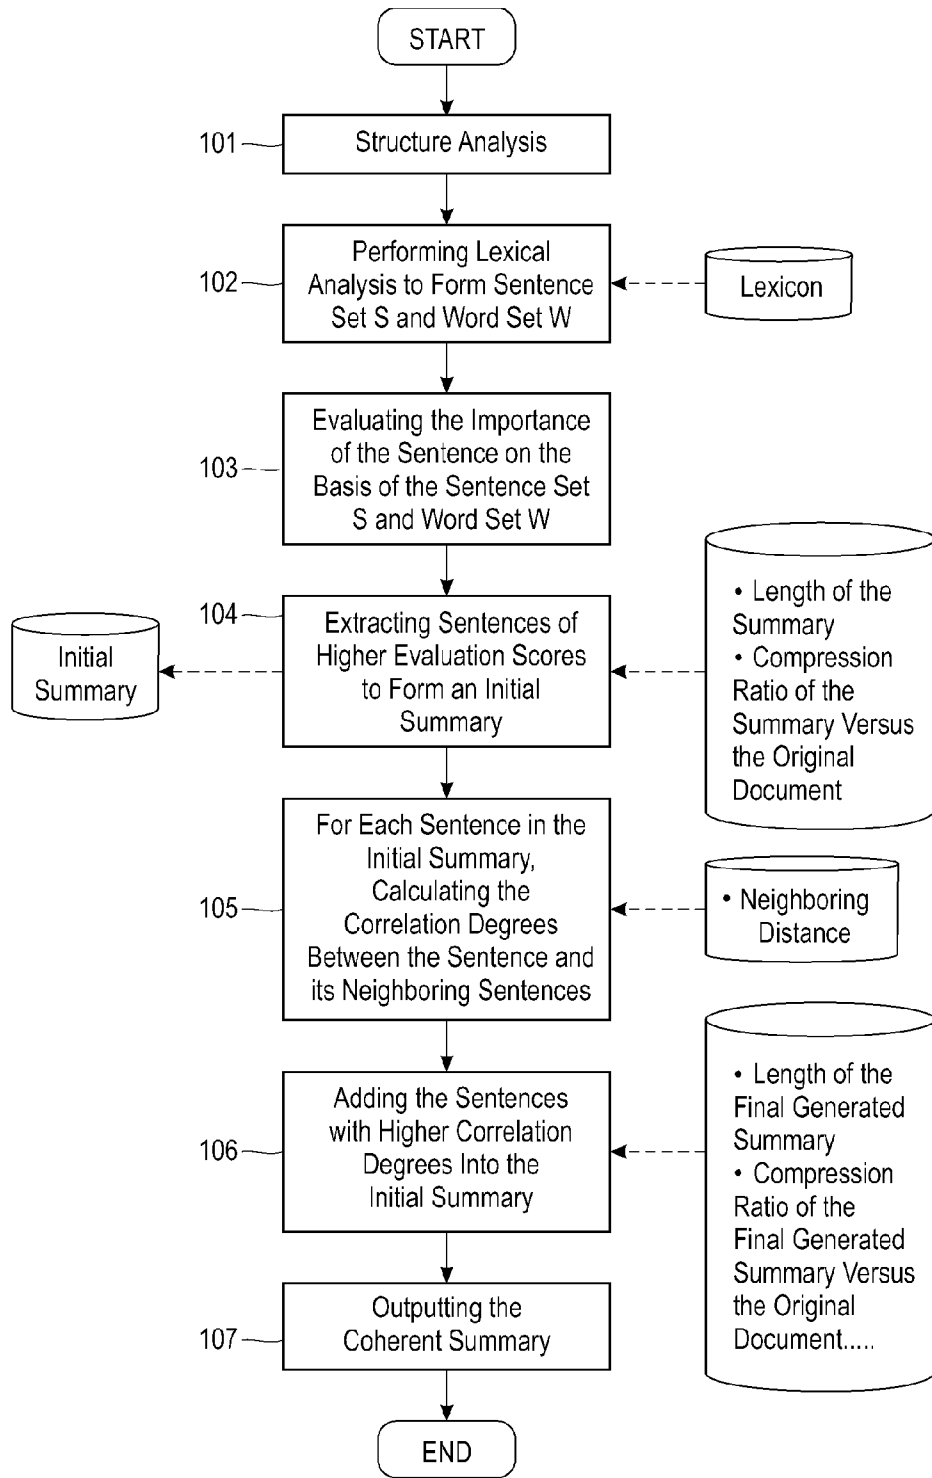 START
101
Structure Analysis
102
Performing Lexical
Analysis to Form Sentence
Set S and Word Set W
Lexicon
103
Evaluating the Importance
of the Sentence on the
Basis of the Sentence Set
S and Word Set W
104
Extracting Sentences of
Higher Evaluation Scores
to Form an Initial
Summary
Initial
Summary
• Length of the
Summary
• Compression
Ratio of the
Summary Versus
the Original
Document
105
For Each Sentence in the
Initial Summary,
Calculating the
Correlation Degrees
Between the Sentence and
its Neighboring Sentences
• Neighboring
Distance
106
Adding the Sentences
with Higher Correlation
Degrees Into the
Initial Summary
• Length of the
Final Generated
Summary
• Compression
Ratio of the
Final Generated
Summary Versus
the Original
Document.....
107
Outputting the
Coherent Summary
END